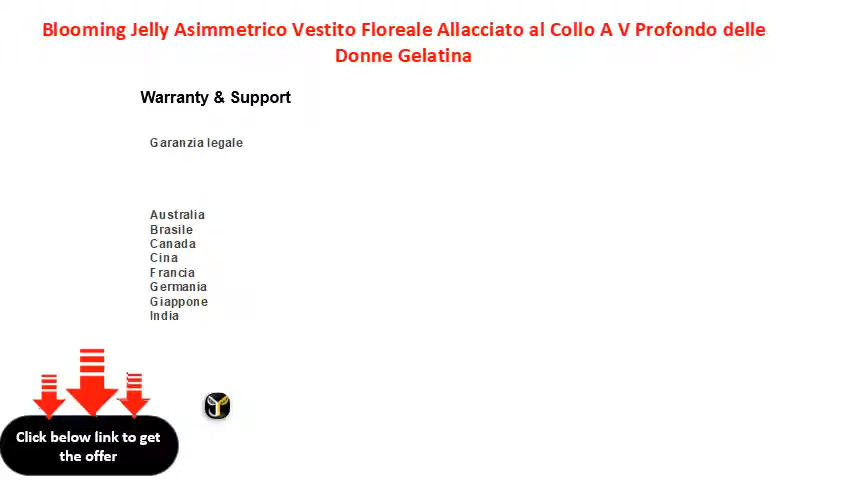 Blooming Jelly Asimmetrico Vestito Floreale Allacciato al Collo A V Profondo delle
Donne Gelatina
Warranty & Support
Garanzia legale
Australia
Brasile
Canada
Cina
Francia
Germania
Giappone
India
Click below link to get
the offer